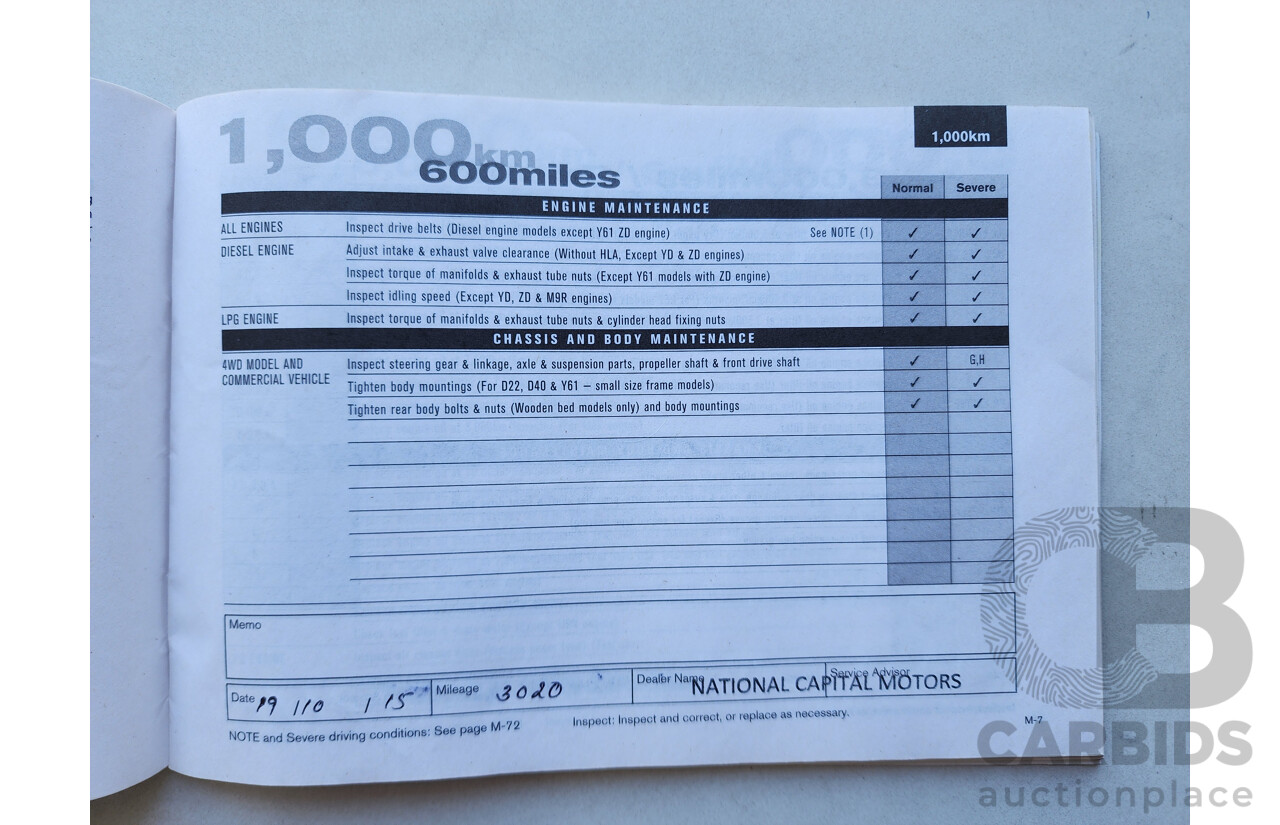 1,000km
600miles
1,000km
Normal Severe
ENGINE MAINTENANCE
ALL ENGINES Inspect drive belts (Diesel engine models except Y61 ZD engine) See NOTE (1) ✓ ✓
DIESEL ENGINE Adjust intake & exhaust valve clearance (Without HLA, Except YD & ZD engines) ✓ ✓
Inspect torque of manifolds & exhaust tube nuts (Except Y61 models with ZD engine) ✓ ✓
Inspect idling speed (Except YD, ZD & M9R engines) ✓ ✓
LPG ENGINE Inspect torque of manifolds & exhaust tube nuts & cylinder head fixing nuts ✓ ✓
CHASSIS AND BODY MAINTENANCE
4WD MODEL AND Inspect steering gear & linkage, axle & suspension parts, propeller shaft & front drive shaft ✓ G,H
COMMERCIAL VEHICLE Tighten body mountings (For D22, D40 & Y61 – small size frame models) ✓ ✓
Tighten rear body bolts & nuts (Wooden bed models only) and body mountings ✓ ✓
Memo
Date 19 / 10 / 15 Mileage 3020 Dealer Name NATIONAL CAPITAL MOTORS Service Advisor
NOTE and Severe driving conditions: See page M-72 Inspect: Inspect and correct, or replace as necessary.
M-7
CB
CARBIDS
auctionplace